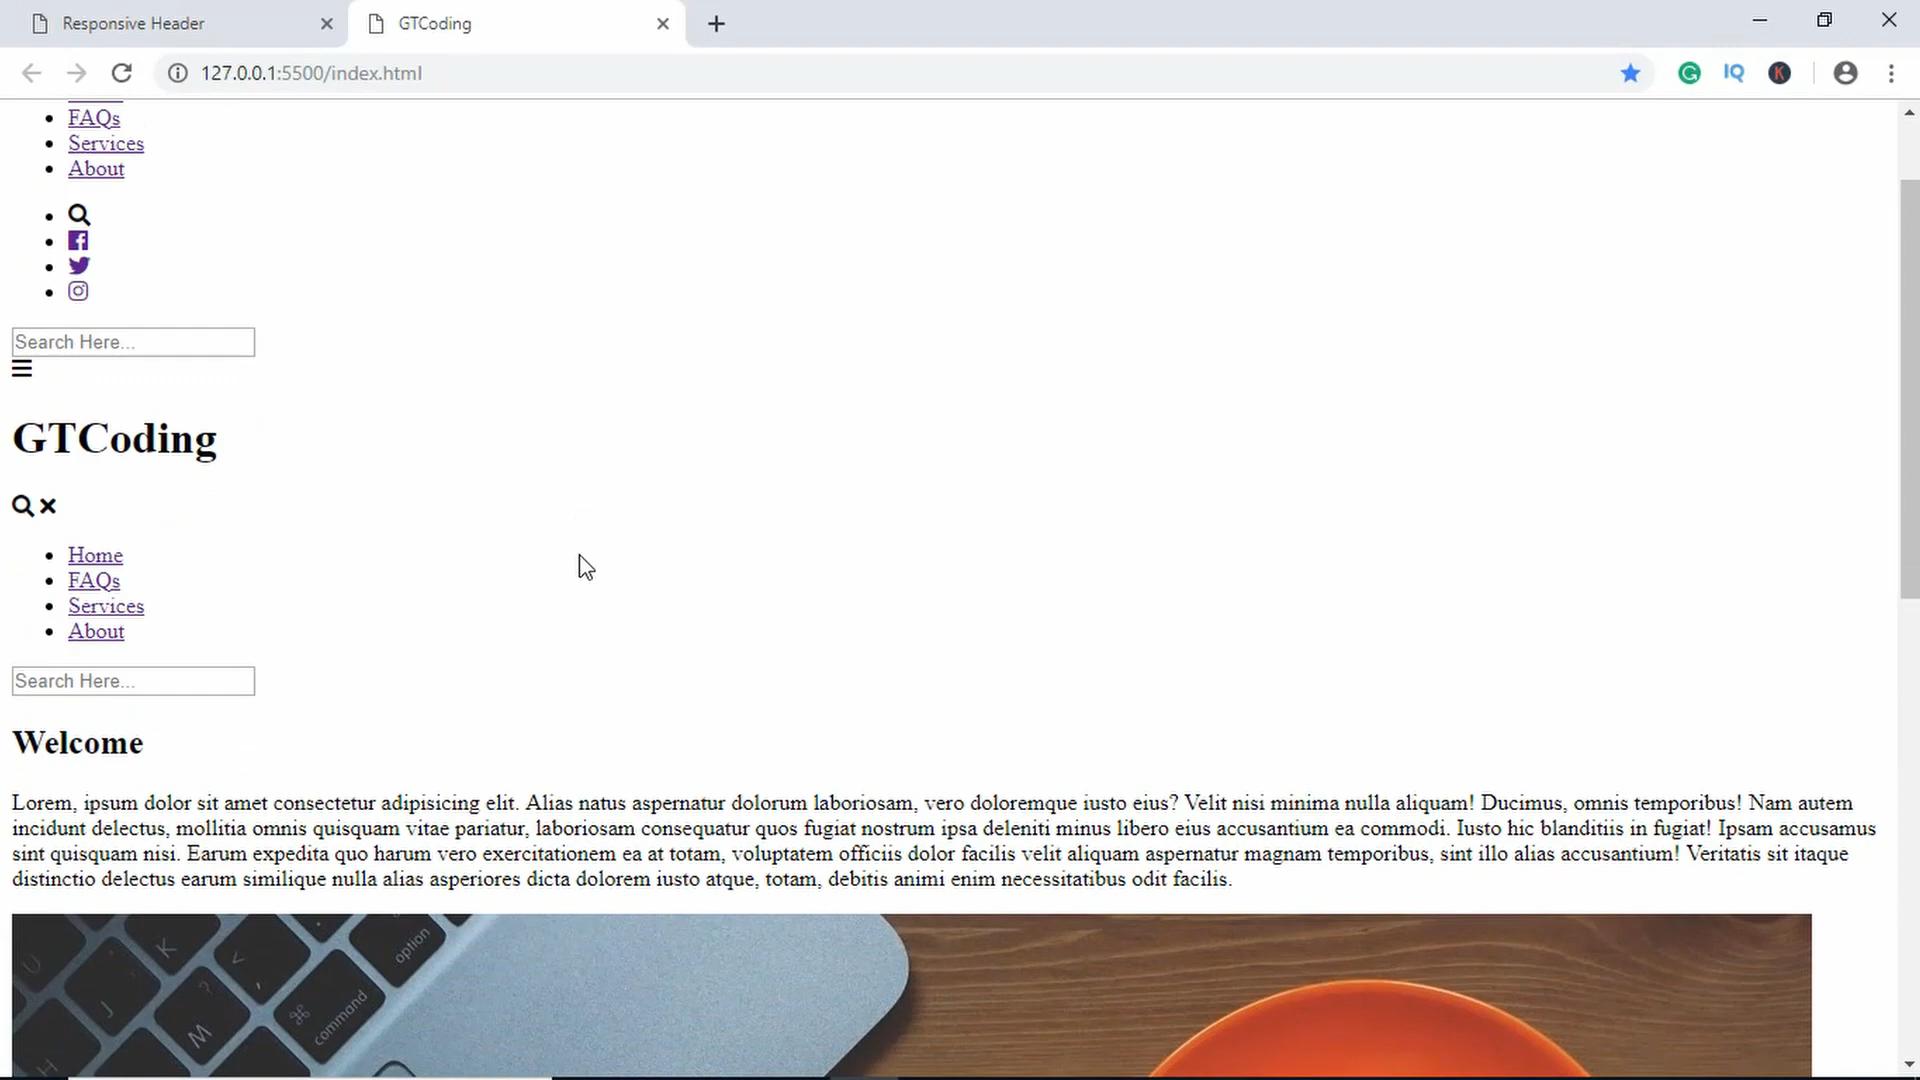 Responsive Header
GTCoding
127.0.0.1:5500/index.html
IQ
K
FAQs
Services
About
Search Here...
GTCoding
Home
FAQs
Services
About
Search Here...
Welcome
Lorem, ipsum dolor sit amet consectetur adipisicing elit. Alias natus aspernatur dolorum laboriosam, vero doloremque iusto eius? Velit nisi minima nulla aliquam! Ducimus, omnis temporibus! Nam autem
incidunt delectus, mollitia omnis quisquam vitae pariatur, laboriosam consequatur quos fugiat nostrum ipsa deleniti minus libero eius accusantium ea commodi. Iusto hic blanditiis in fugiat! Ipsam accusamus
sint quisquam nisi. Earum expedita quo harum vero exercitationem ea at totam, voluptatem officiis dolor facilis velit aliquam aspernatur magnam temporibus, sint illo alias accusantium! Veritatis sit itaque
distinctio delectus earum similique nulla alias asperiores dicta dolorem iusto atque, totam, debitis animi enim necessitatibus odit facilis.
option
K
<
U
J
?
,
command
M
H